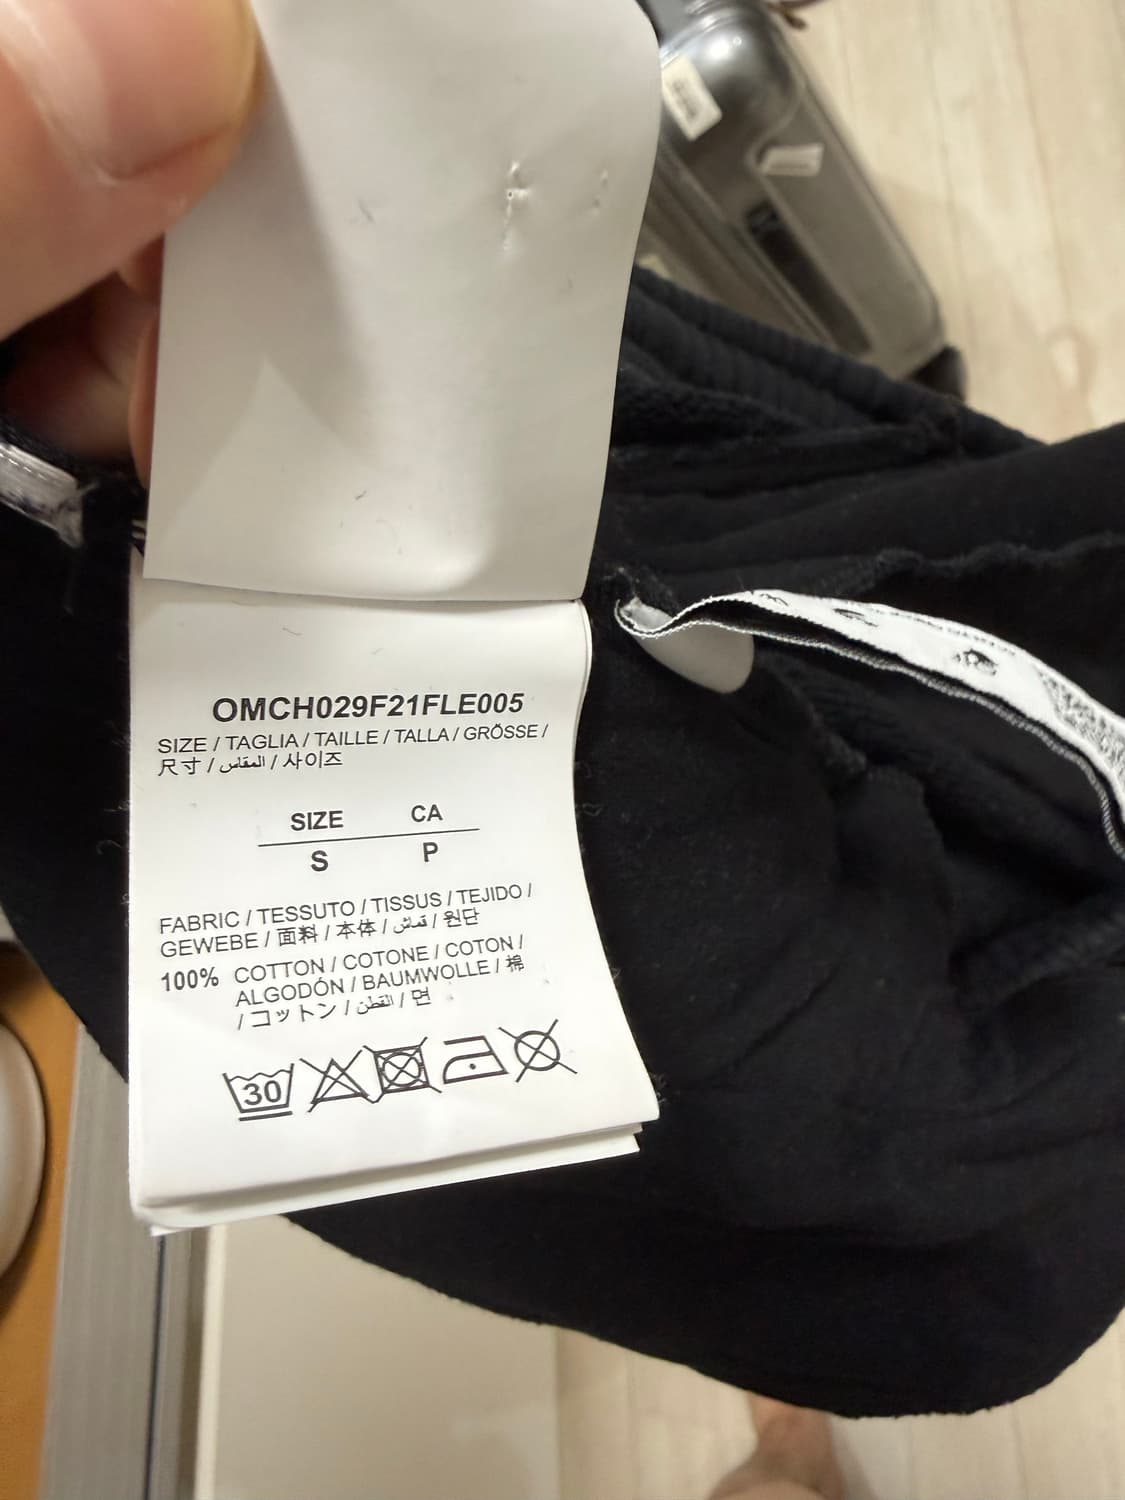 OMCH029F21FLE005
SIZE / TAGLIA / TAILLE / TALLA / GRÖSSE /
尺寸 / المقاس / 사이즈
SIZE CA
S P
FABRIC / TESSUTO / TISSUS / TEJIDO /
GEWEBE / 面料 / 本体 / قماش / 원단
100% COTTON / COTONE / COTON /
ALGODÓN / BAUMWOLLE / 棉
/ コットン / القطن / 면
30